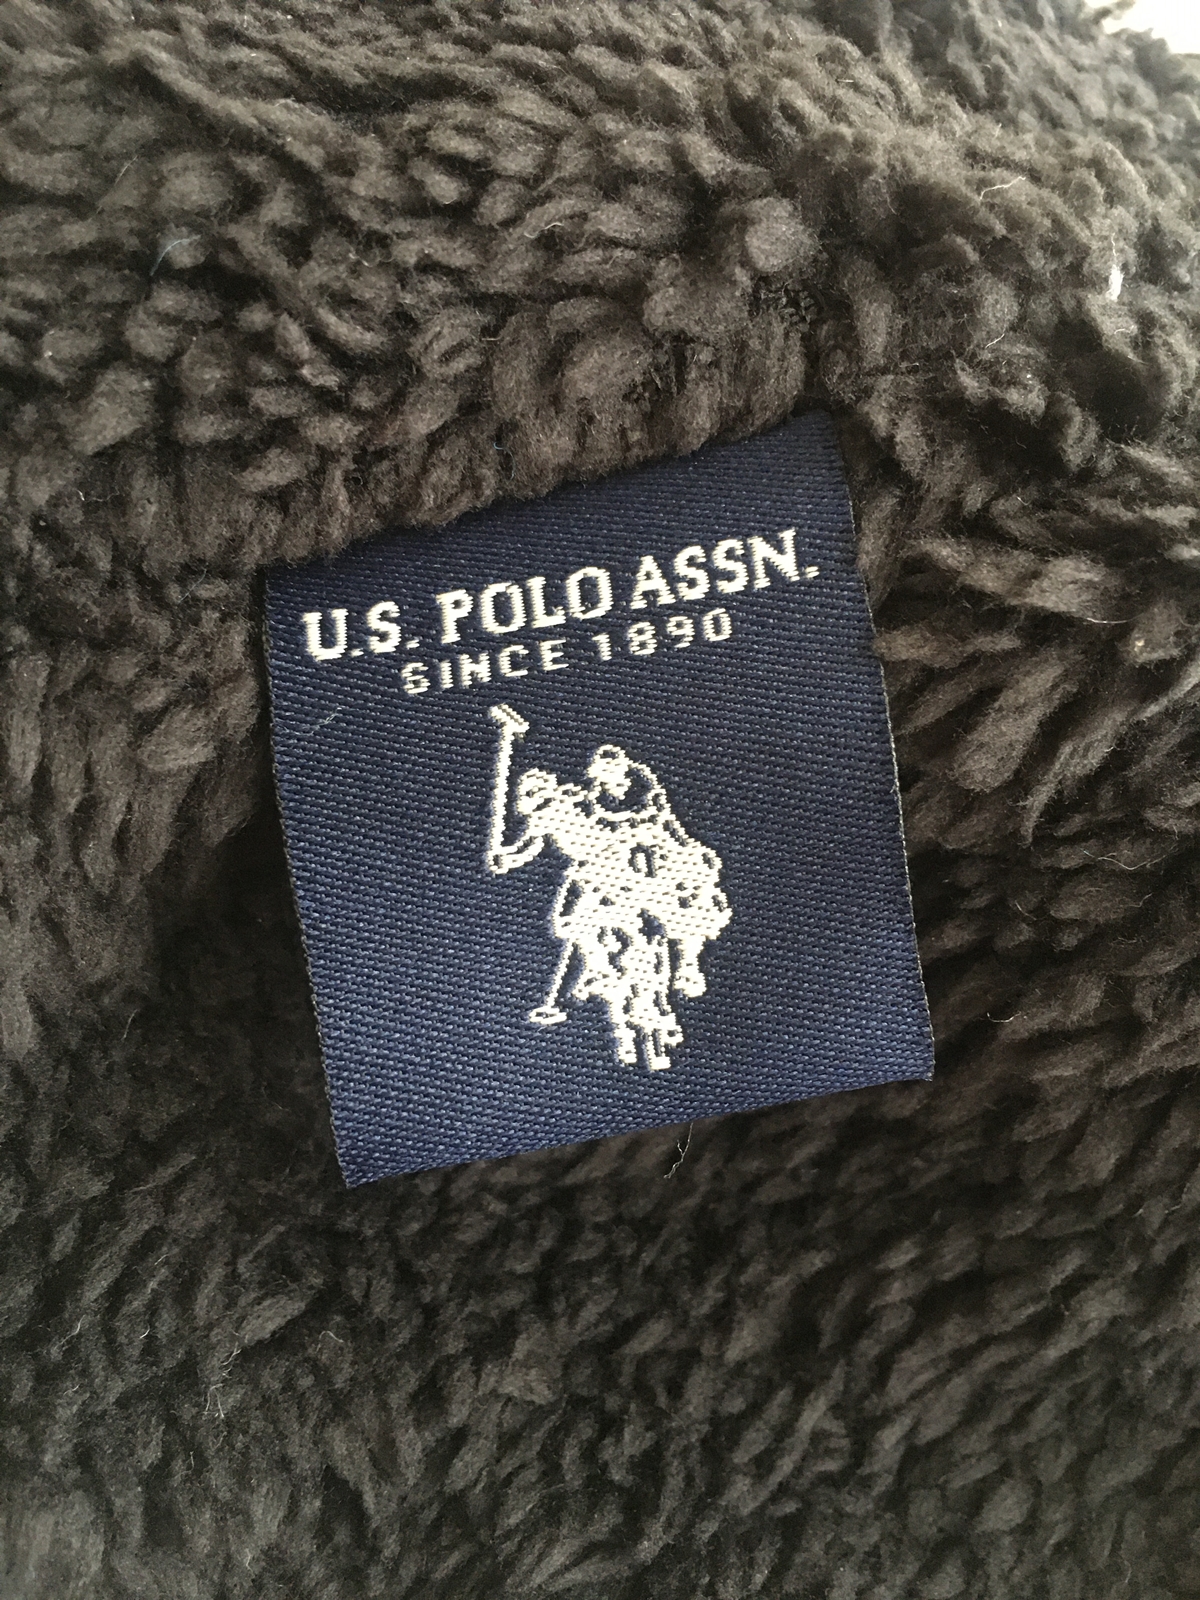 U.S. POLO ASSN.
SINCE 1890